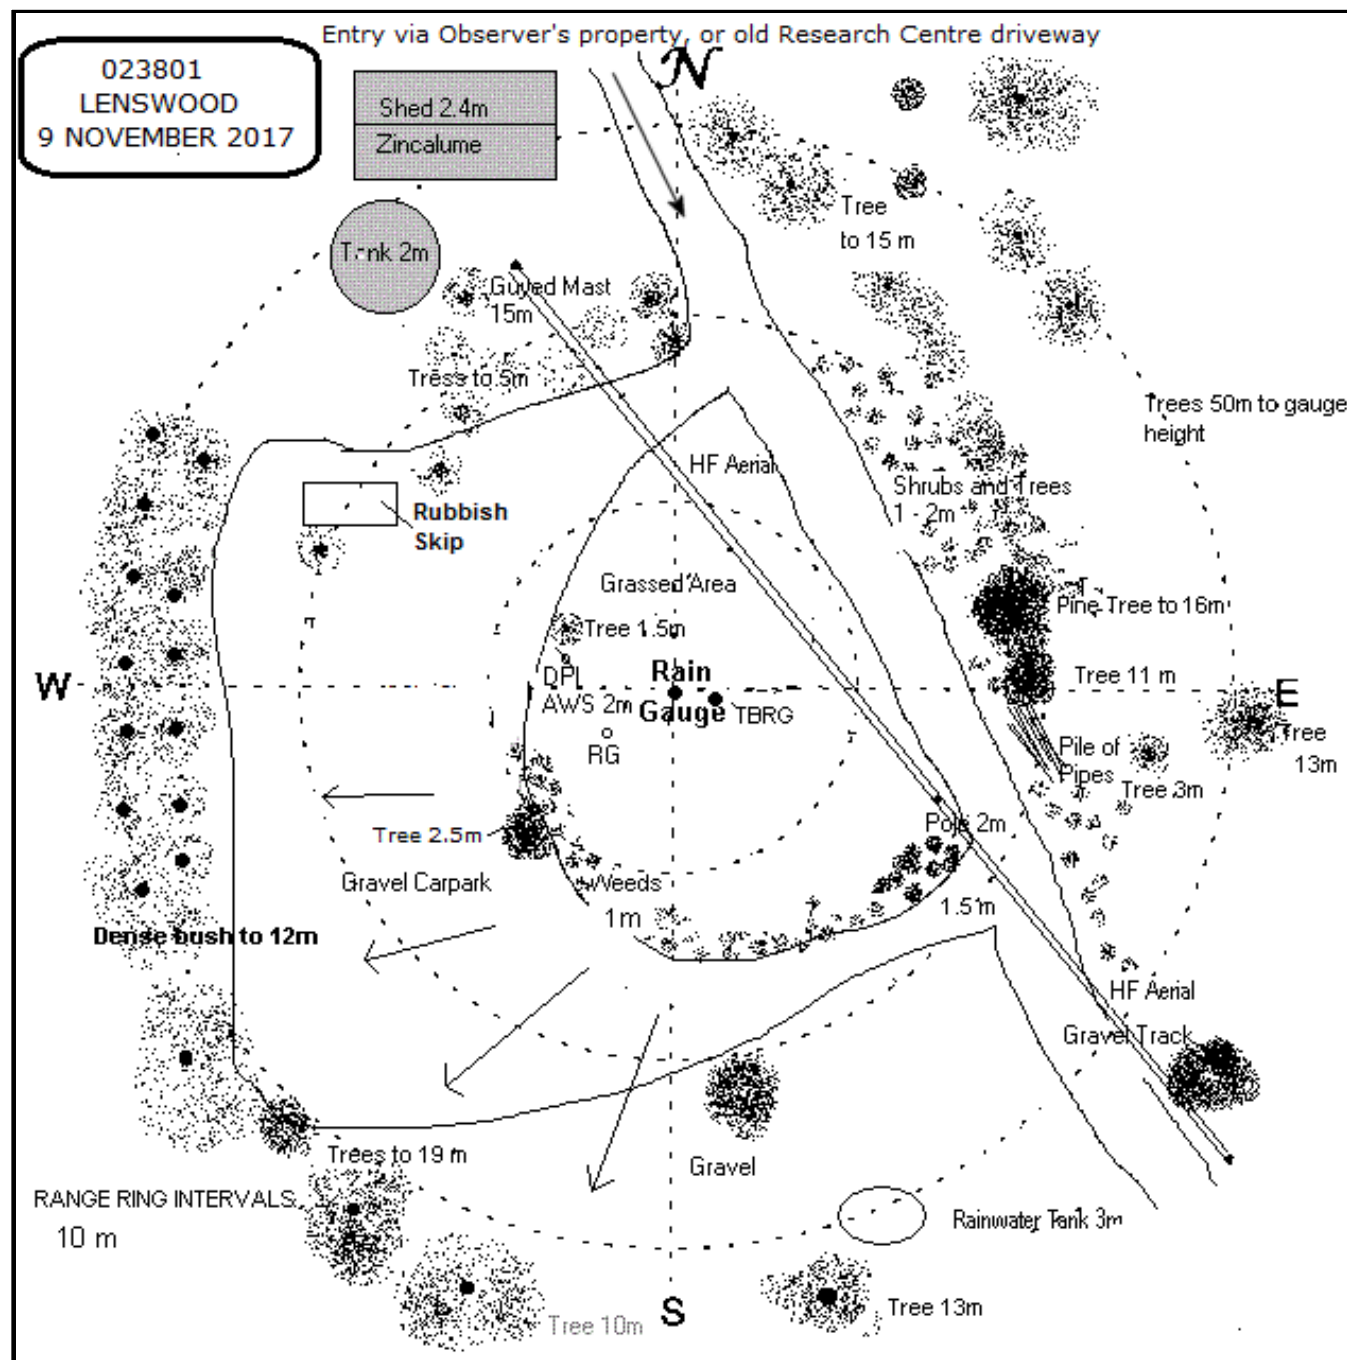 Entry via Observer's property, or old Research Centre driveway
023801
LENSWOOD
9 NOVEMBER 2017
N
Shed 2.4m
Zincalume
Tank 2m
Tree
to 15 m
Guyed Mast
15m
Tress to 5m
Trees 50m to gauge
height
HF Aerial
Shrubs and Trees
1 - 2m
Rubbish
Skip
Grassed Area
Pine Tree to 16m
Tree 1.5m
W
DPI
AWS 2m
RG
Rain
Gauge
TBRG
Tree 11 m
E
Tree
13m
Pile of
Pipes
Tree 3m
Pole 2m
Tree 2.5m
Gravel Carpark
Weeds
1m
1.5m
Dense bush to 12m
HF Aerial
Gravel Track
Trees to 19 m
Gravel
RANGE RING INTERVALS
10 m
Rainwater Tank 3m
Tree 10m
S
Tree 13m